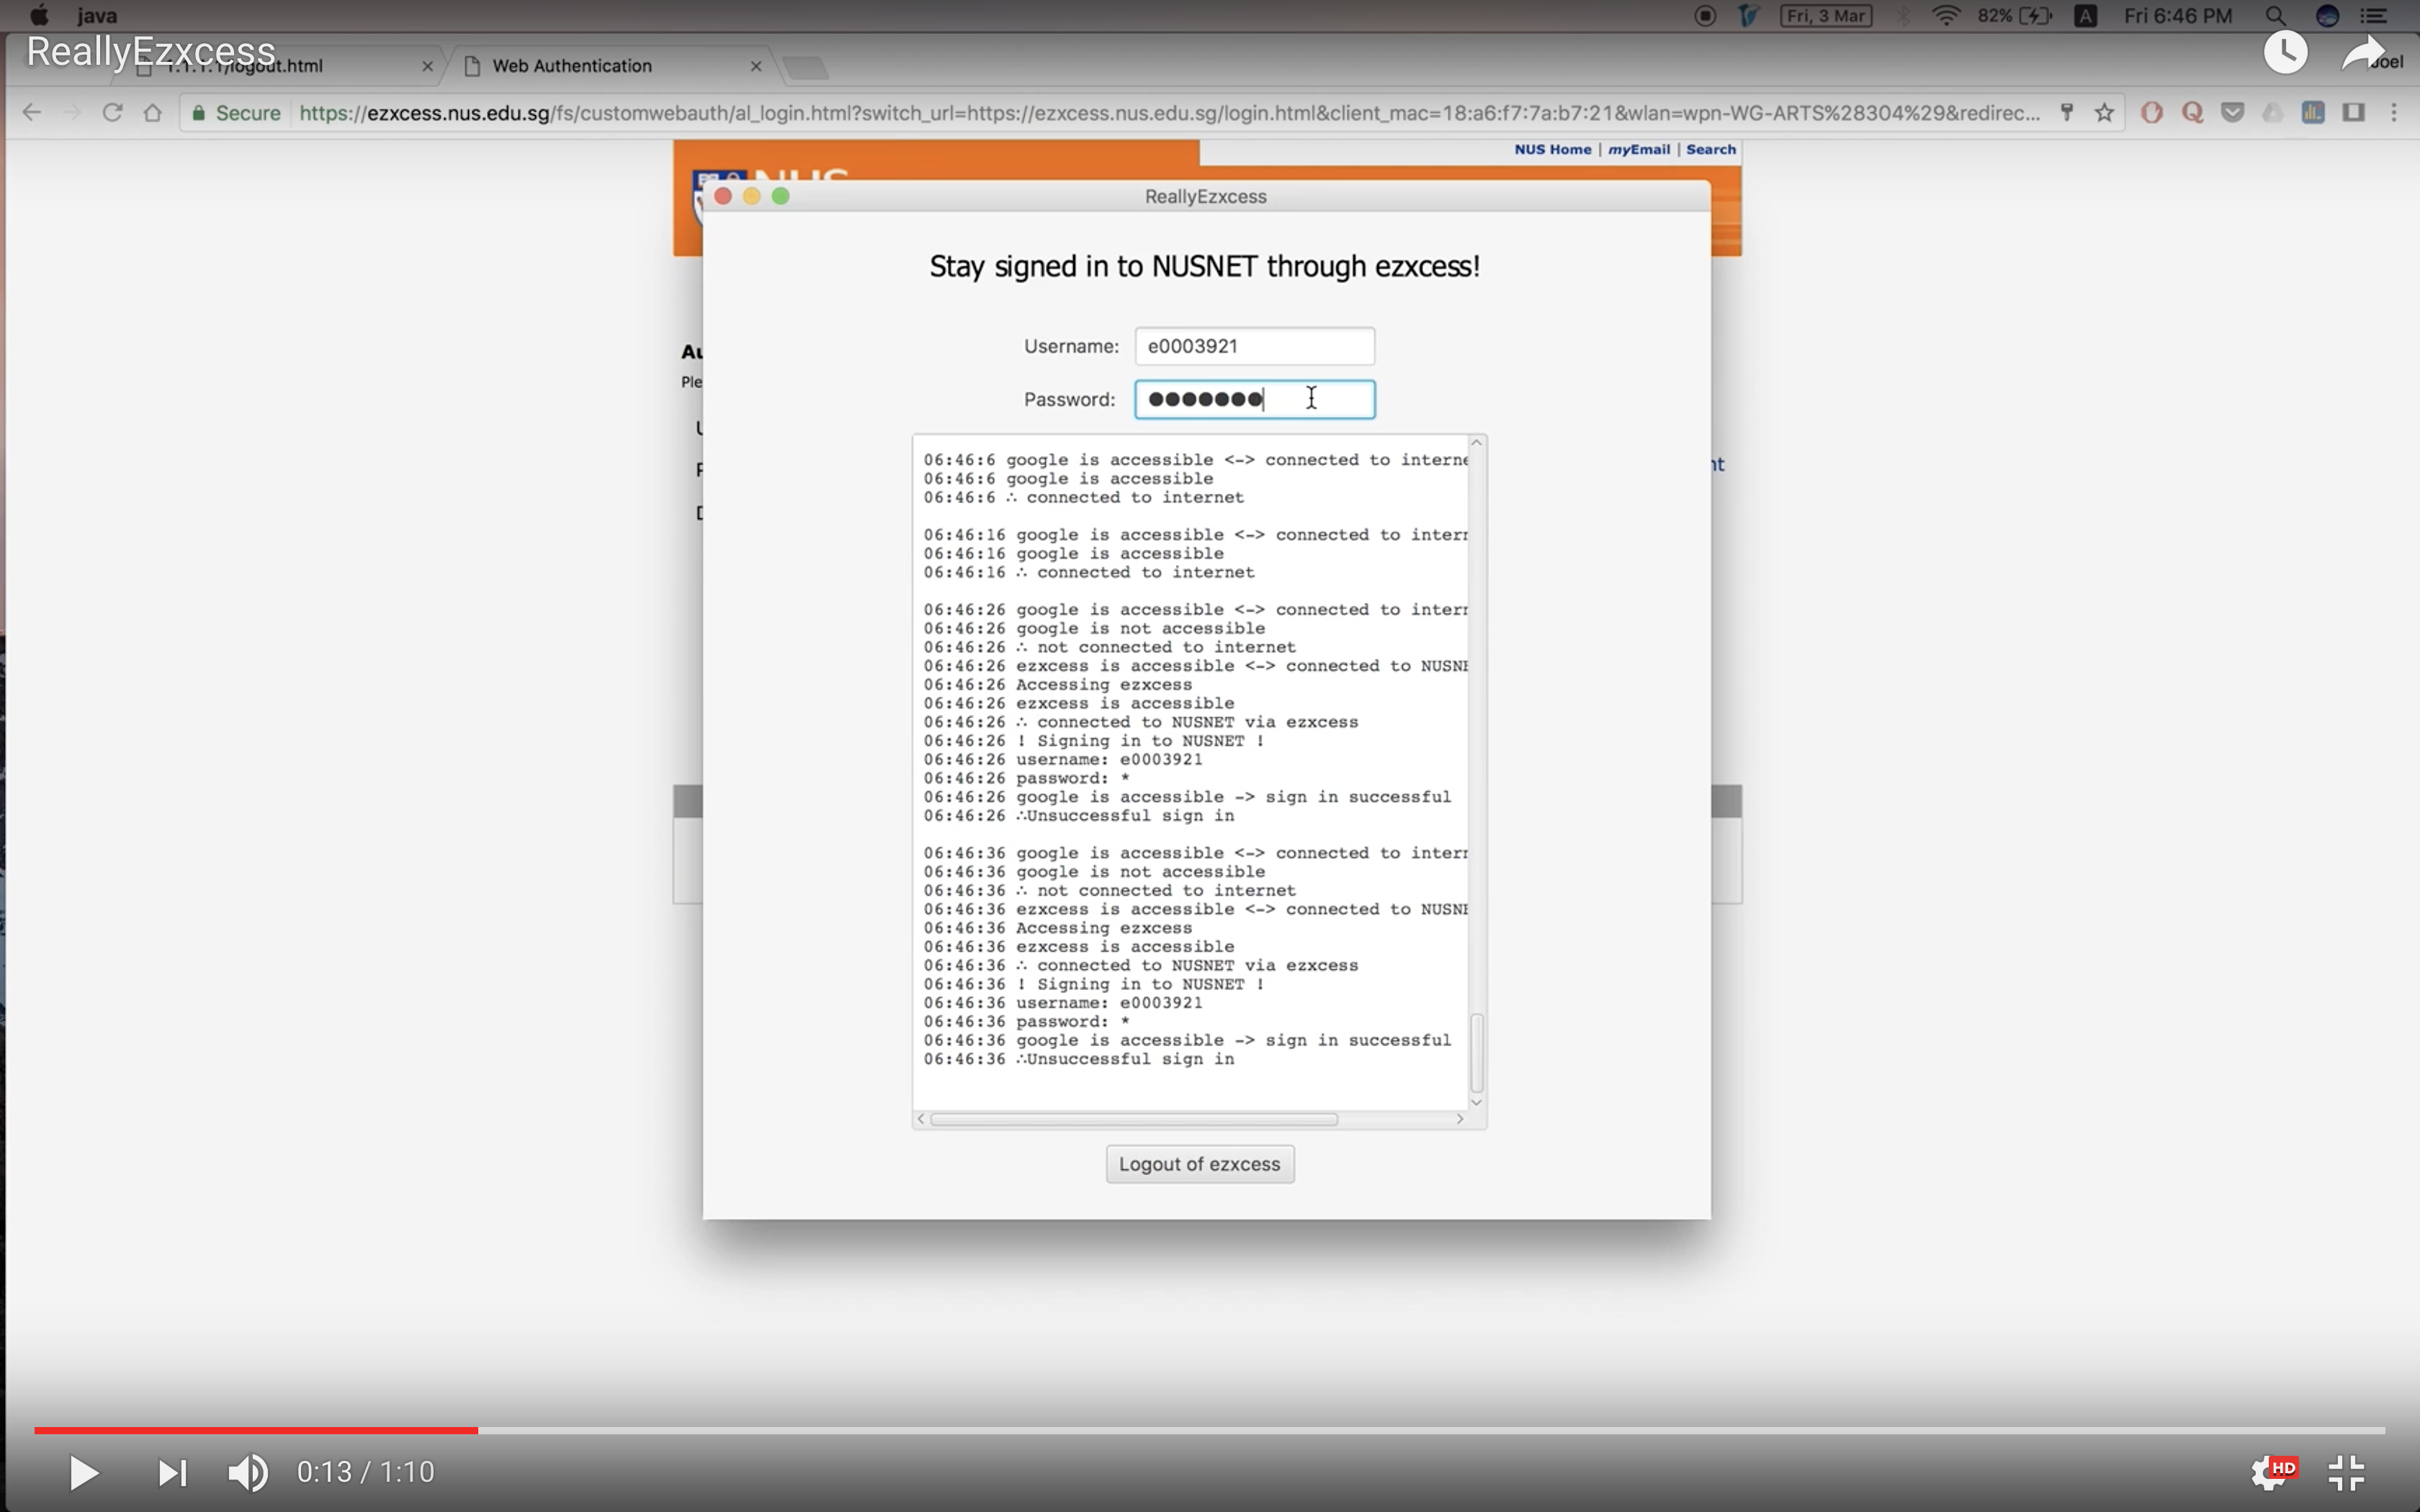 java
Fri, 3 Mar
82%
A
Fri 6:46 PM
ReallyEzxcess
1.1.1.1/logout.html
Web Authentication
Joel
Secure
https://ezxcess.nus.edu.sg/fs/customwebauth/al_login.html?switch_url=https://ezxcess.nus.edu.sg/login.html&client_mac=18:a6:f7:7a:b7:21&wlan=wpn-WG-ARTS%28304%29&redirec...
NUS Home | myEmail | Search
NUS
ReallyEzxcess
Stay signed in to NUSNET through ezxcess!
Username: e0003921
Password: ●●●●●●●
06:46:6 google is accessible <-> connected to interne
06:46:6 google is accessible
06:46:6 ∴ connected to internet
06:46:16 google is accessible <-> connected to intern
06:46:16 google is accessible
06:46:16 ∴ connected to internet
06:46:26 google is accessible <-> connected to intern
06:46:26 google is not accessible
06:46:26 ∴ not connected to internet
06:46:26 ezxcess is accessible <-> connected to NUSNE
06:46:26 Accessing ezxcess
06:46:26 ezxcess is accessible
06:46:26 ∴ connected to NUSNET via ezxcess
06:46:26 ! Signing in to NUSNET !
06:46:26 username: e0003921
06:46:26 password: *
06:46:26 google is accessible -> sign in successful
06:46:26 ∴Unsuccessful sign in
06:46:36 google is accessible <-> connected to intern
06:46:36 google is not accessible
06:46:36 ∴ not connected to internet
06:46:36 ezxcess is accessible <-> connected to NUSNE
06:46:36 Accessing ezxcess
06:46:36 ezxcess is accessible
06:46:36 ∴ connected to NUSNET via ezxcess
06:46:36 ! Signing in to NUSNET !
06:46:36 username: e0003921
06:46:36 password: *
06:46:36 google is accessible -> sign in successful
06:46:36 ∴Unsuccessful sign in
Logout of ezxcess
0:13 / 1:10
HD